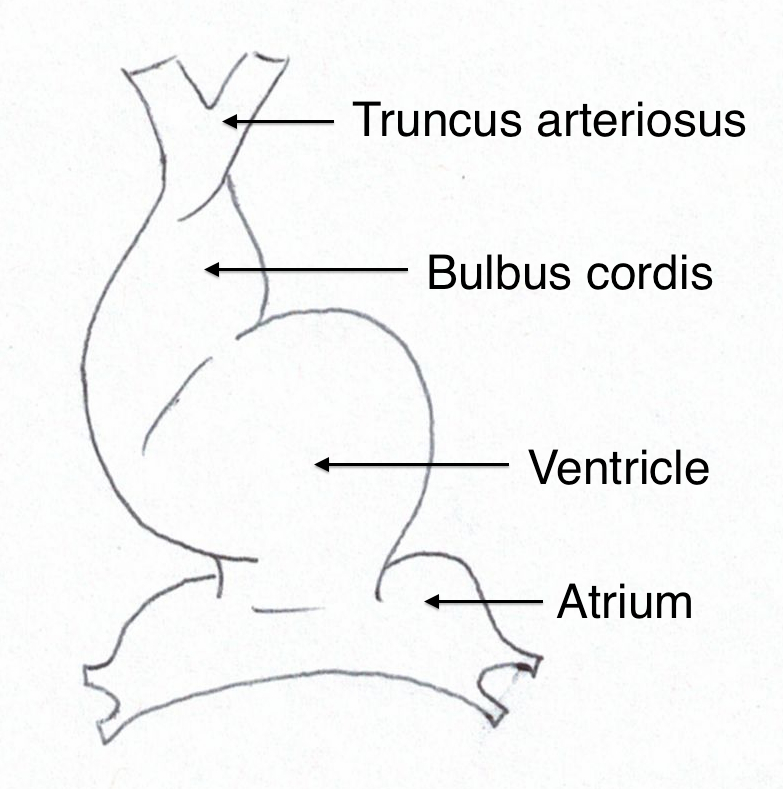 Truncus arteriosus
Bulbus cordis
Ventricle
Atrium